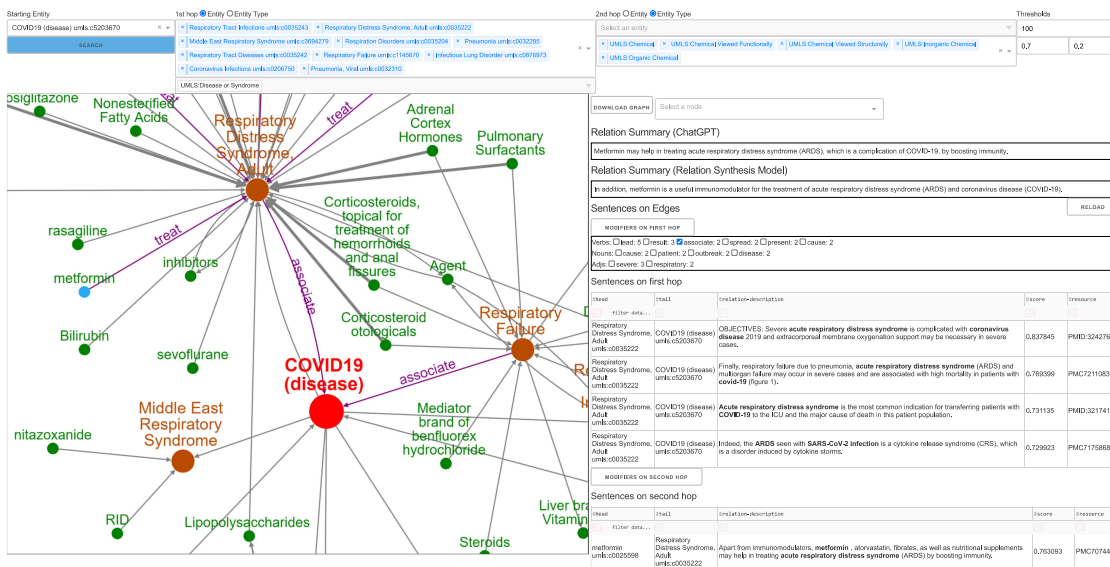 Starting Entity
1st hop Entity Entity Type
2nd hop Entity Entity Type
Thresholds
COVID19 (disease) umls:c5203670
SEARCH
× Respiratory Tract Infections umls:c0035243 × Respiratory Distress Syndrome, Adult umls:c0035222
× Middle East Respiratory Syndrome umls:c3694279 × Respiration Disorders umls:c0035204 × Pneumonia umls:c0032285
× Respiratory Tract Diseases umls:c0035242 × Respiratory Failure umls:c1145670 × Infectious Lung Disorder umls:c0876973
× Coronavirus Infections umls:c0206750 × Pneumonia, Viral umls:c0032310
UMLS:Disease or Syndrome
Select an entity
× UMLS:Chemical × UMLS:Chemical Viewed Functionally × UMLS:Chemical Viewed Structurally × UMLS:Inorganic Chemical
× UMLS:Organic Chemical
100
0,7
0,2
osiglitazone
Nonesterified
Fatty Acids
treat
treat
Respiratory
Distress
Syndrome,
Adult
Adrenal
Cortex
Hormones
Pulmonary
Surfactants
rasagiline
treat
metformin
inhibitors
Corticosteroids,
topical for
treatment of
hemorrhoids
and anal
fissures
associate
Agent
Bilirubin
sevoflurane
Corticosteroid
otologicals
Respiratory
Failure
COVID19
(disease)
associate
Middle East
Respiratory
Syndrome
nitazoxanide
Mediator
brand of
benfluorex
hydrochloride
RID
Lipopolysaccharides
Steroids
Liver bra
Vitamin
DOWNLOAD GRAPH
Select a node
Relation Summary (ChatGPT)
Metformin may help in treating acute respiratory distress syndrome (ARDS), which is a complication of COVID-19, by boosting immunity.
Relation Summary (Relation Synthesis Model)
In addition, metformin is a useful immunomodulator for the treatment of acute respiratory distress syndrome (ARDS) and coronavirus disease (COVID-19).
Sentences on Edges
RELOAD
MODIFIERS ON FIRST HOP
Verbs: lead: 5 result: 3 associate: 2 spread: 2 present: 2 cause: 2
Nouns: cause: 2 patient: 2 outbreak: 2 disease: 2
Adjs: severe: 3 respiratory: 2
Sentences on first hop
head tail relation-description score resource
filter data...
Respiratory
Distress Syndrome,
Adult
umls:c0035222
COVID19 (disease)
umls:c5203670
OBJECTIVES: Severe acute respiratory distress syndrome is complicated with coronavirus
disease 2019 and extracorporeal membrane oxygenation support may be necessary in severe
cases.
0.837845
PMID:324276
Respiratory
Distress Syndrome,
Adult
umls:c0035222
COVID19 (disease)
umls:c5203670
Finally, respiratory failure due to pneumonia, acute respiratory distress syndrome (ARDS) and
multiorgan failure may occur in severe cases and are associated with high mortality in patients with
covid-19 (figure 1).
0.769399
PMC7211083
Respiratory
Distress Syndrome,
Adult
umls:c0035222
COVID19 (disease)
umls:c5203670
Acute respiratory distress syndrome is the most common indication for transferring patients with
COVID-19 to the ICU and the major cause of death in this patient population.
0.731135
PMID:321741
Respiratory
Distress Syndrome,
Adult
umls:c0035222
COVID19 (disease)
umls:c5203670
Indeed, the ARDS seen with SARS-CoV-2 infection is a cytokine release syndrome (CRS), which
is a disorder induced by cytokine storms.
0.729923
PMC7175868
MODIFIERS ON SECOND HOP
Sentences on second hop
head tail relation-description score resource
filter data...
metformin
umls:c0025598
Respiratory
Distress Syndrome,
Adult
umls:c0035222
Apart from immunomodulators, metformin , atorvastatin, fibrates, as well as nutritional supplements
may help in treating acute respiratory distress syndrome (ARDS) by boosting immunity.
0.763093
PMC70744